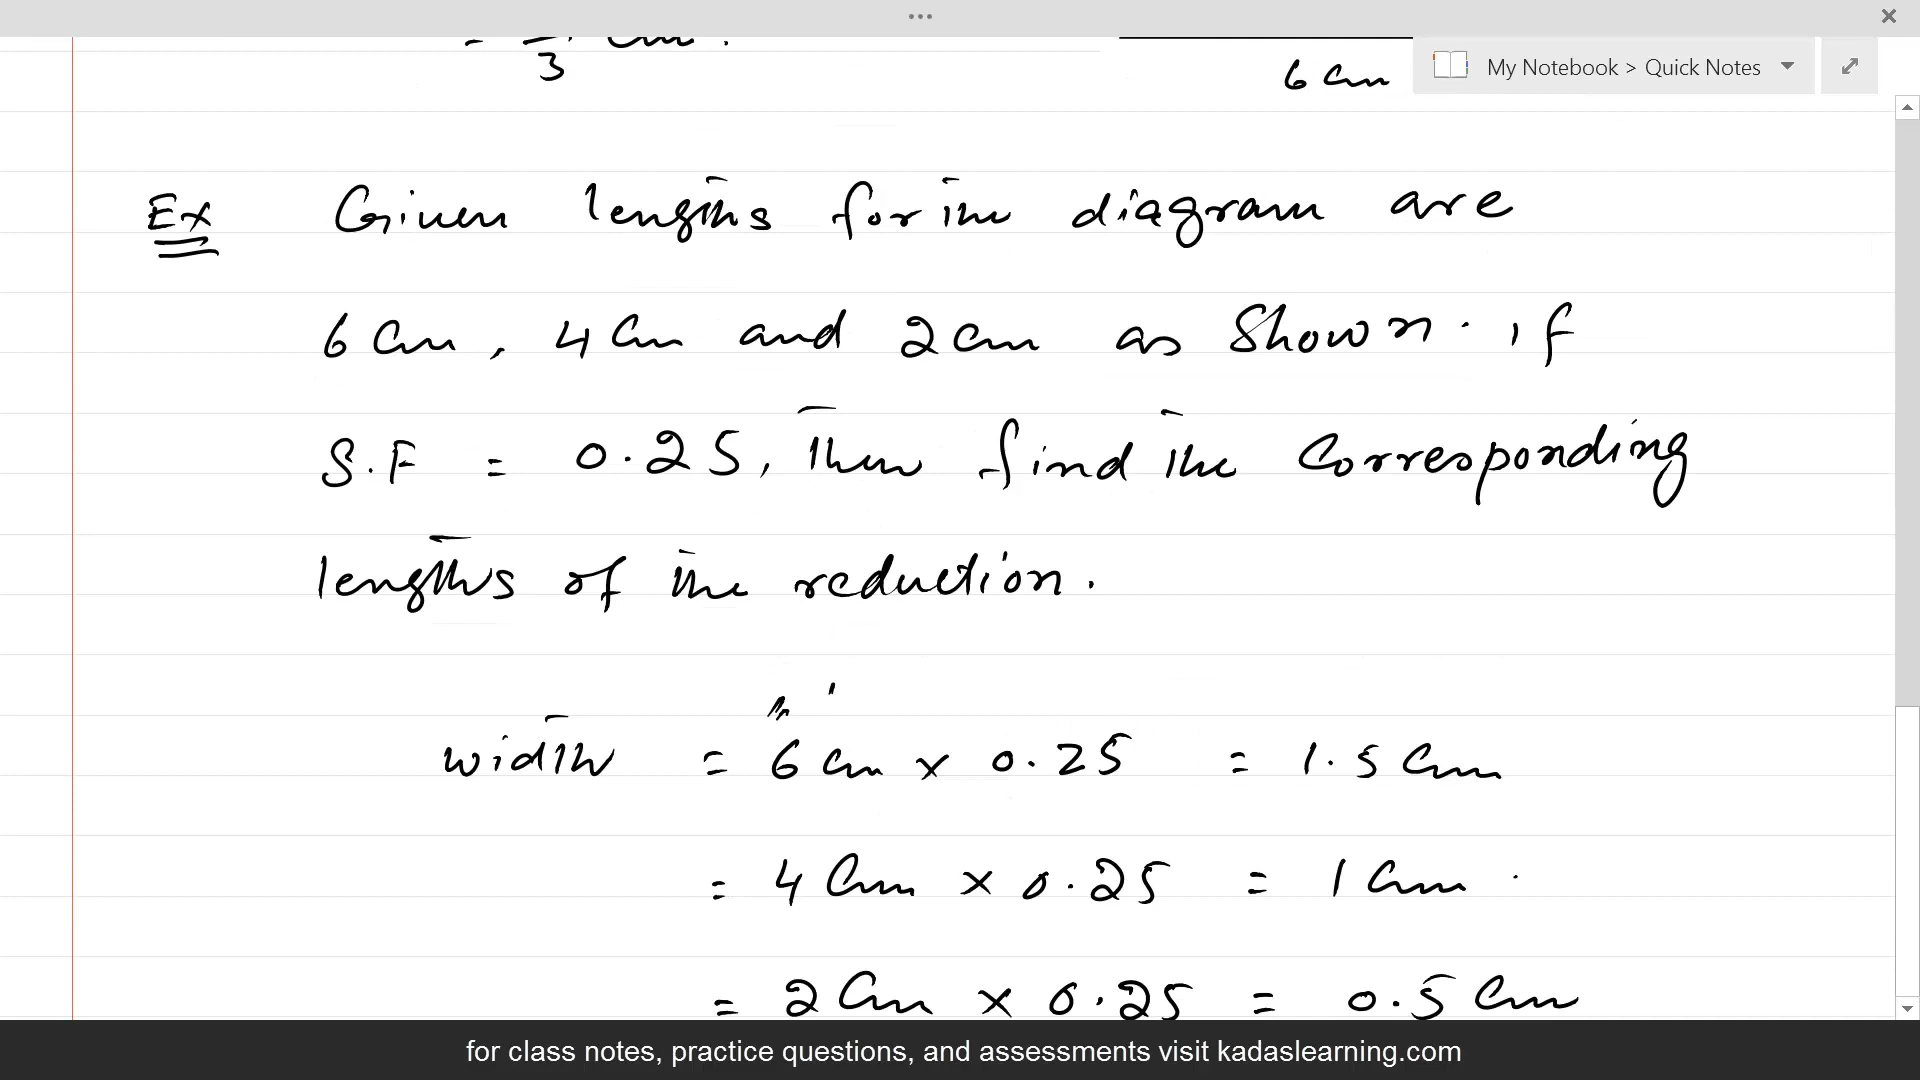 ...
×
3
6 cm
My Notebook > Quick Notes
Ex Given lengths for the diagram are
6 cm, 4 cm and 2 cm as shown. if
S.F = 0.25, then find the corresponding
lengths of the reduction.
width = 6 cm × 0.25 = 1.5 cm
= 4 cm × 0.25 = 1 cm .
= 2 cm × 0.25 = 0.5 cm
for class notes, practice questions, and assessments visit kadaslearning.com